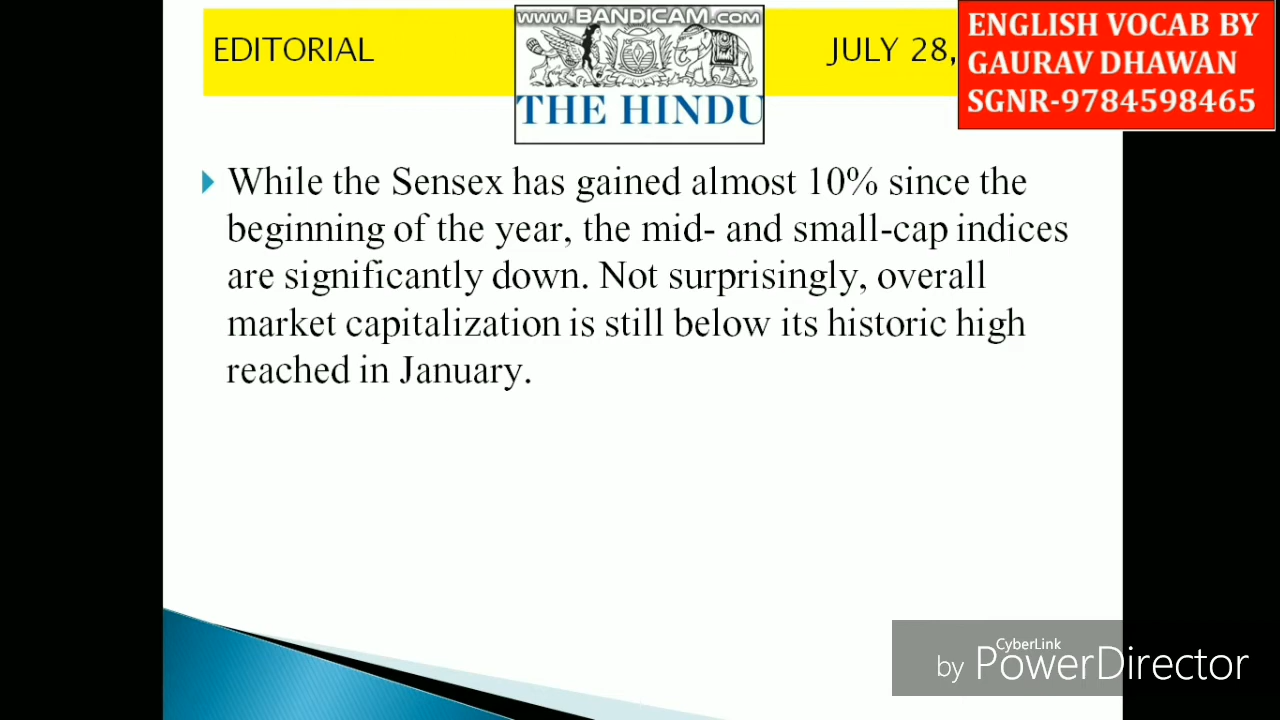 www.BANDICAM.com
EDITORIAL
JULY 28,
THE HINDU
ENGLISH VOCAB BY
GAURAV DHAWAN
SGNR-9784598465
While the Sensex has gained almost 10% since the
beginning of the year, the mid- and small-cap indices
are significantly down. Not surprisingly, overall
market capitalization is still below its historic high
reached in January.
CyberLink
by PowerDirector